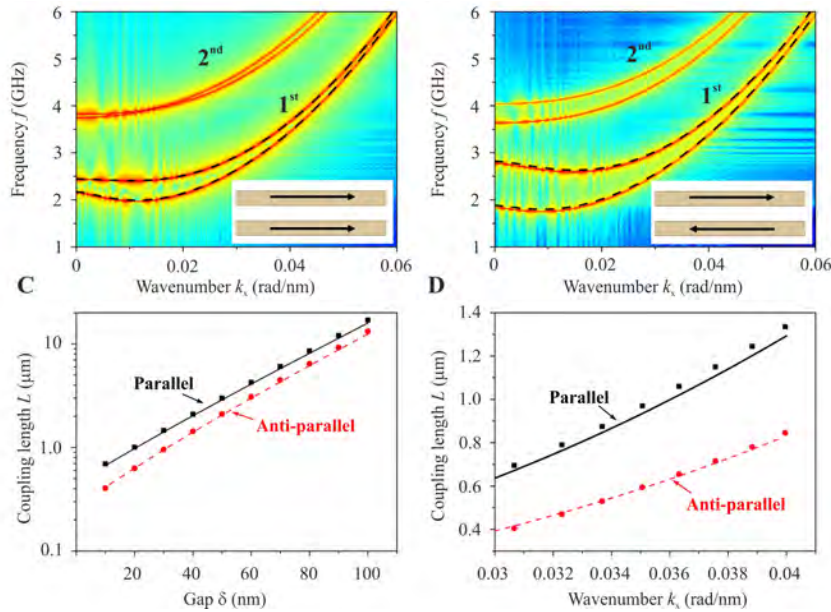 6
5
4
3
2
1
Frequency f (GHz)
2nd
1st
0
0.02
0.04
0.06
Wavenumber kx (rad/nm)
6
5
4
3
2
1
Frequency f (GHz)
2nd
1st
0
0.02
0.04
0.06
Wavenumber kx (rad/nm)
C
10
1.0
0.1
Coupling length L (μm)
Parallel
Anti-parallel
20
40
60
80
100
Gap δ (nm)
D
1.4
1.2
1.0
0.8
0.6
0.4
Coupling length L (μm)
Parallel
Anti-parallel
0.03
0.032
0.034
0.036
0.038
0.04
Wavenumber kx (rad/nm)